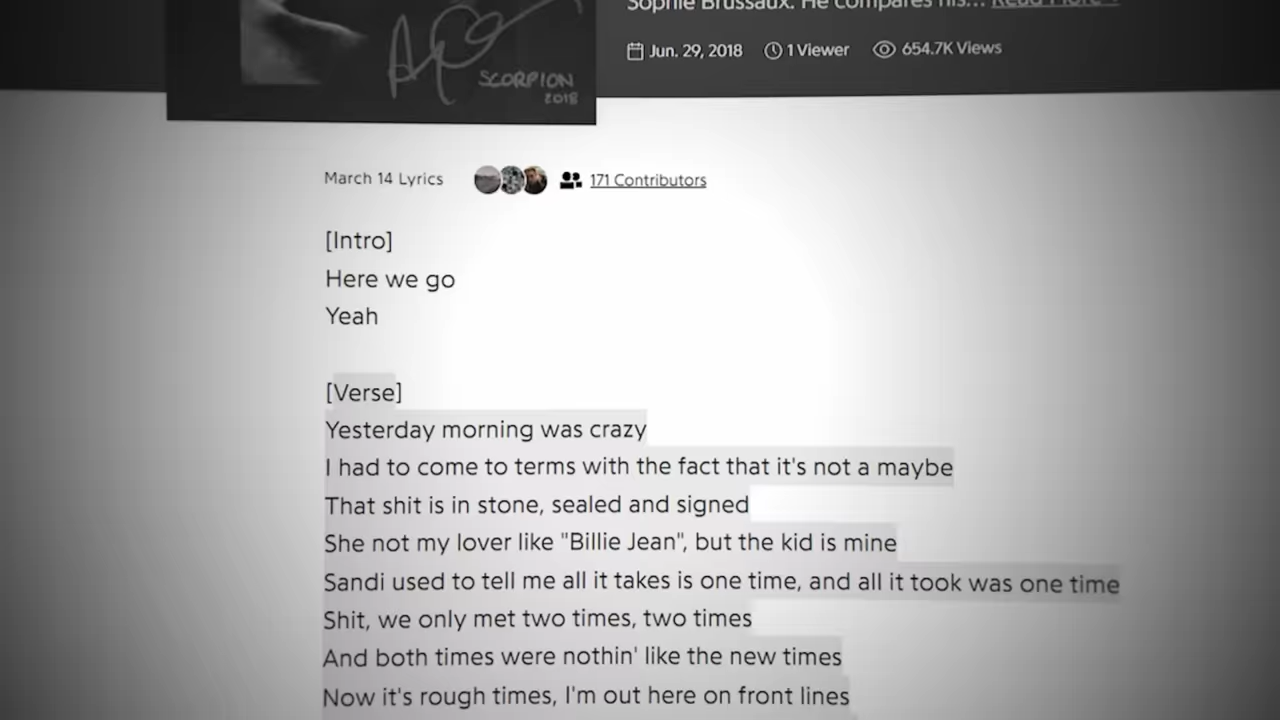 Sophie Brussaux. He compares his... Read More
Jun. 29, 2018 1 Viewer 654.7K Views
SCORPION
2018
March 14 Lyrics 171 Contributors
[Intro]
Here we go
Yeah
[Verse]
Yesterday morning was crazy
I had to come to terms with the fact that it's not a maybe
That shit is in stone, sealed and signed
She not my lover like "Billie Jean", but the kid is mine
Sandi used to tell me all it takes is one time, and all it took was one time
Shit, we only met two times, two times
And both times were nothin' like the new times
Now it's rough times, I'm out here on front lines